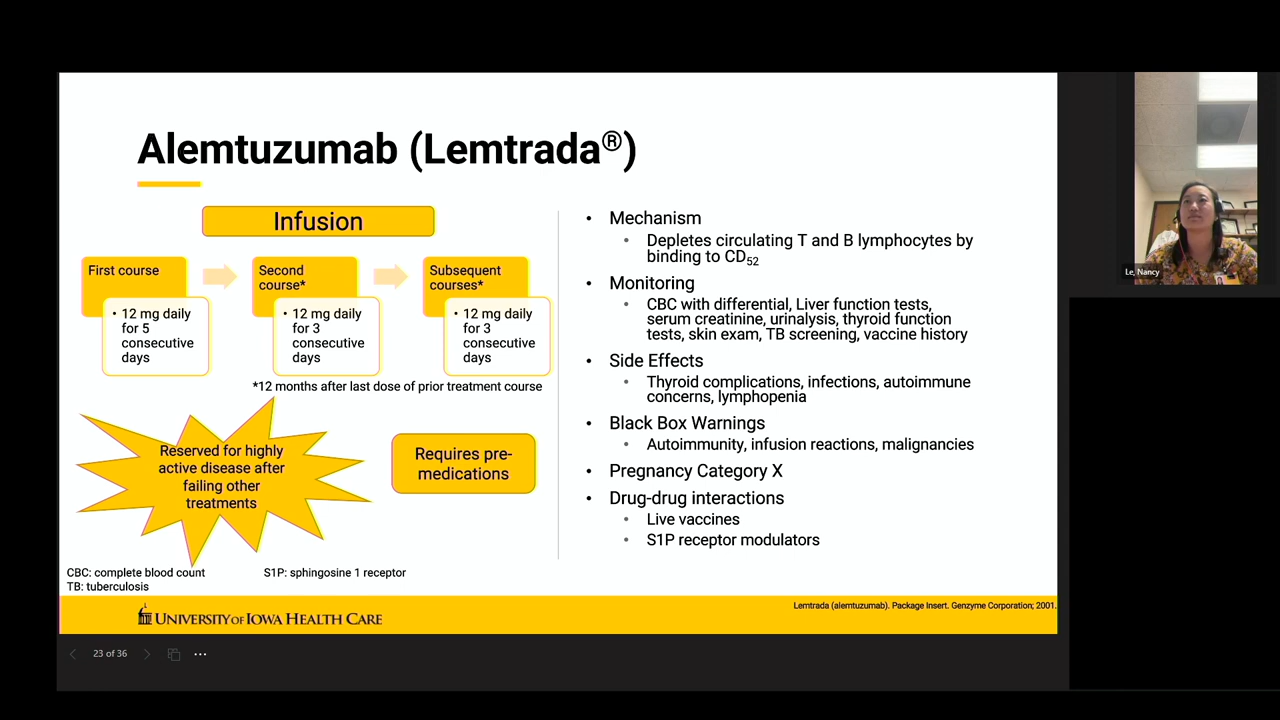 Alemtuzumab (Lemtrada®)
Infusion
First course
• 12 mg daily
for 5
consecutive
days
Second
course*
• 12 mg daily
for 3
consecutive
days
Subsequent
courses*
• 12 mg daily
for 3
consecutive
days
*12 months after last dose of prior treatment course
Reserved for highly
active disease after
failing other
treatments
Requires pre-
medications
• Mechanism
• Depletes circulating T and B lymphocytes by
binding to CD52
• Monitoring
• CBC with differential, Liver function tests,
serum creatinine, urinalysis, thyroid function
tests, skin exam, TB screening, vaccine history
• Side Effects
• Thyroid complications, infections, autoimmune
concerns, lymphopenia
• Black Box Warnings
• Autoimmunity, infusion reactions, malignancies
• Pregnancy Category X
• Drug-drug interactions
• Live vaccines
• S1P receptor modulators
CBC: complete blood count
TB: tuberculosis
S1P: sphingosine 1 receptor
Lemtrada (alemtuzumab). Package Insert. Genzyme Corporation; 2001.
UNIVERSITY OF IOWA HEALTH CARE
23 of 36
Le, Nancy